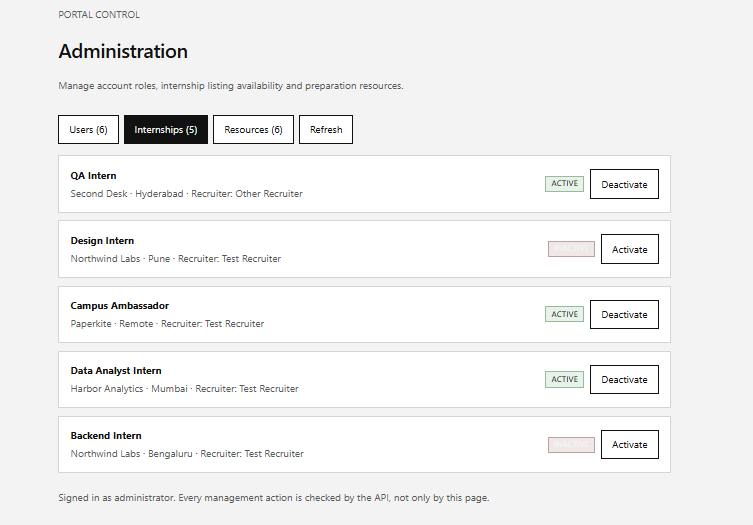 PORTAL CONTROL
Administration
Manage account roles, internship listing availability and preparation resources.
Users (6) Internships (5) Resources (6) Refresh
QA Intern
Second Desk · Hyderabad · Recruiter: Other Recruiter
ACTIVE Deactivate
Design Intern
Northwind Labs · Pune · Recruiter: Test Recruiter
Activate
Campus Ambassador
Paperkite · Remote · Recruiter: Test Recruiter
ACTIVE Deactivate
Data Analyst Intern
Harbor Analytics · Mumbai · Recruiter: Test Recruiter
ACTIVE Deactivate
Backend Intern
Northwind Labs · Bengaluru · Recruiter: Test Recruiter
Activate
Signed in as administrator. Every management action is checked by the API, not only by this page.